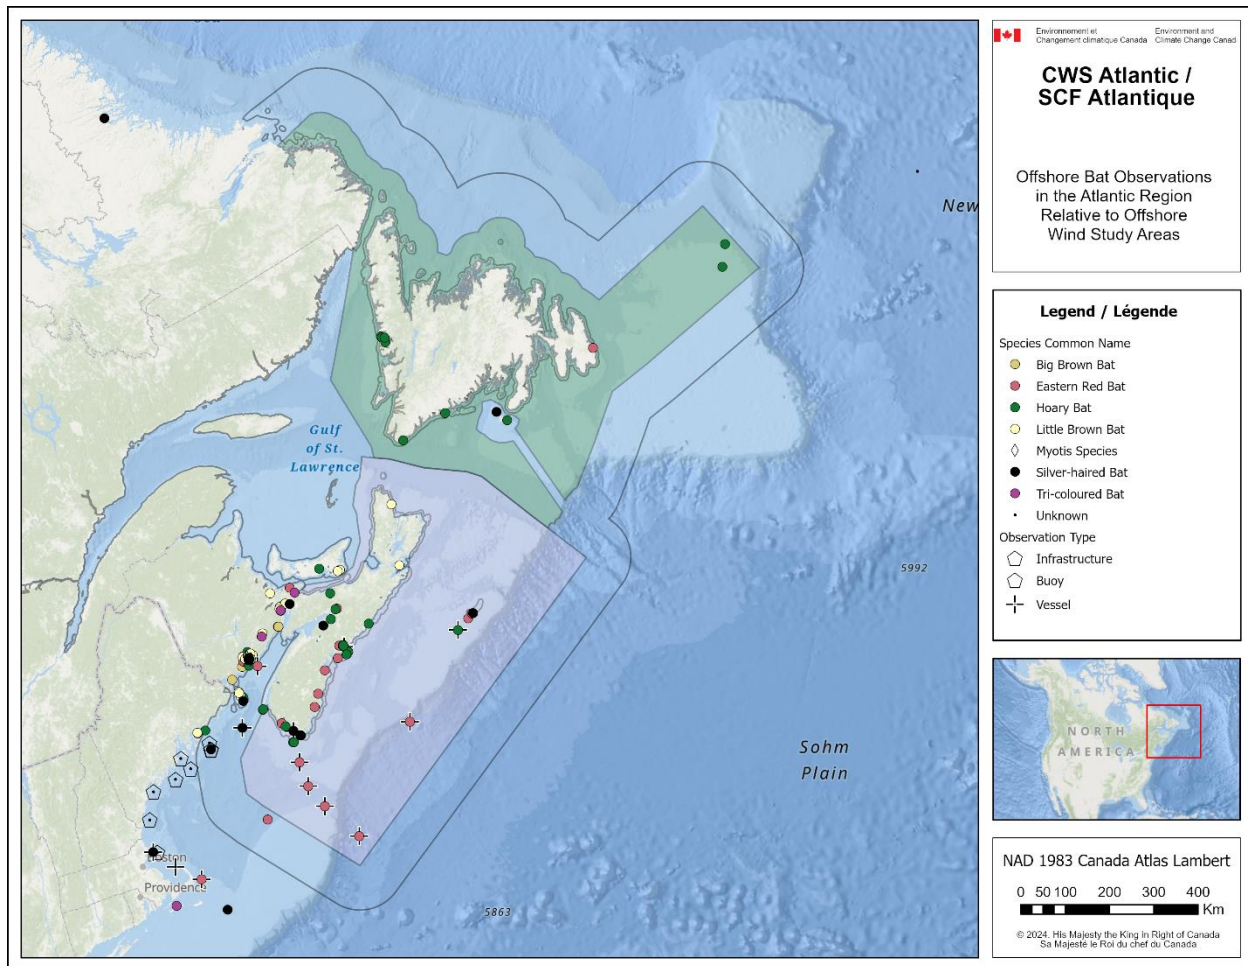 New
Gulf
of St.
Lawrence
5992
Sohm
Plain
Boston
Providence
5863
Environnement et
Changement climatique Canada
Environment and
Climate Change Canad
CWS Atlantic /
SCF Atlantique
Offshore Bat Observations
in the Atlantic Region
Relative to Offshore
Wind Study Areas
Legend / Légende
Species Common Name
Big Brown Bat
Eastern Red Bat
Hoary Bat
Little Brown Bat
Myotis Species
Silver-haired Bat
Tri-coloured Bat
Unknown
Observation Type
Infrastructure
Buoy
Vessel
NORTH
AMERICA
NAD 1983 Canada Atlas Lambert
0 50 100 200 300 400
Km
© 2024. His Majesty the King in Right of Canada
Sa Majesté le Roi du chef du Canada